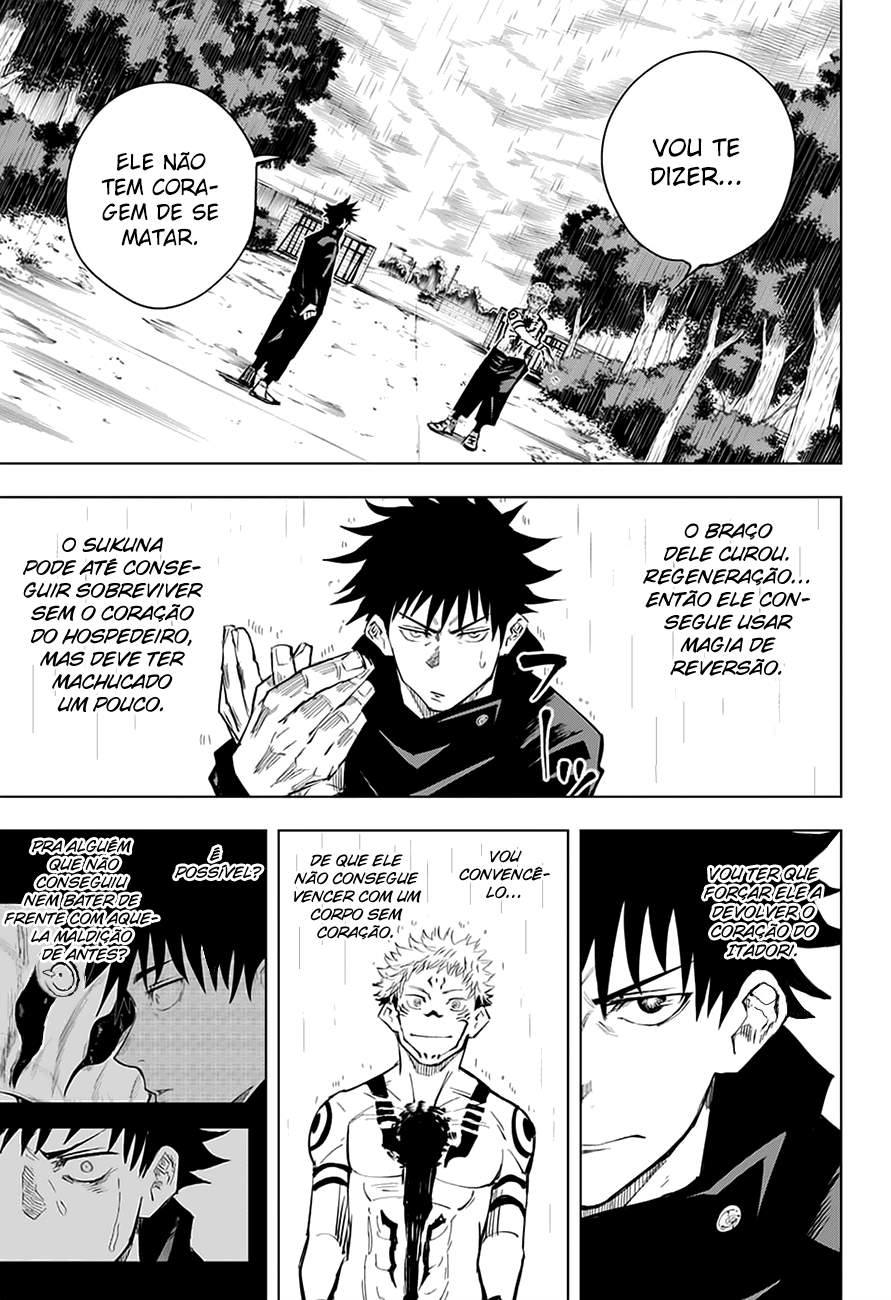 VOU TE
DIZER...
ELE NÃO
TEM CORA-
GEM DE SE
MATAR.
O BRAÇO
DELE CUROU.
REGENERAÇÃO...
ENTÃO ELE CON-
SEGUE USAR
MAGIA DE
REVERSÃO.
O SUKUNA
PODE ATÉ CONSE-
GUIR SOBREVIVER
SEM O CORAÇÃO
DO HOSPEDEIRO,
MAS DEVE TER
MACHUCADO
UM POUCO.
フー
ブッ
VOU TER QUE
FORÇAR ELE A
DEVOLVER O
CORAÇÃO DO
ITADORI.
VOU
CONVENCÊ-
LO...
DE QUE ELE
NÃO CONSEGUE
VENCER COM UM
CORPO SEM
CORAÇÃO.
É
POSSÍVEL?
PRA ALGUÉM
QUE NÃO
CONSEGUIU
NEM BATER DE
FRENTE COM AQUE-
LA MALDIÇÃO
DE ANTES?